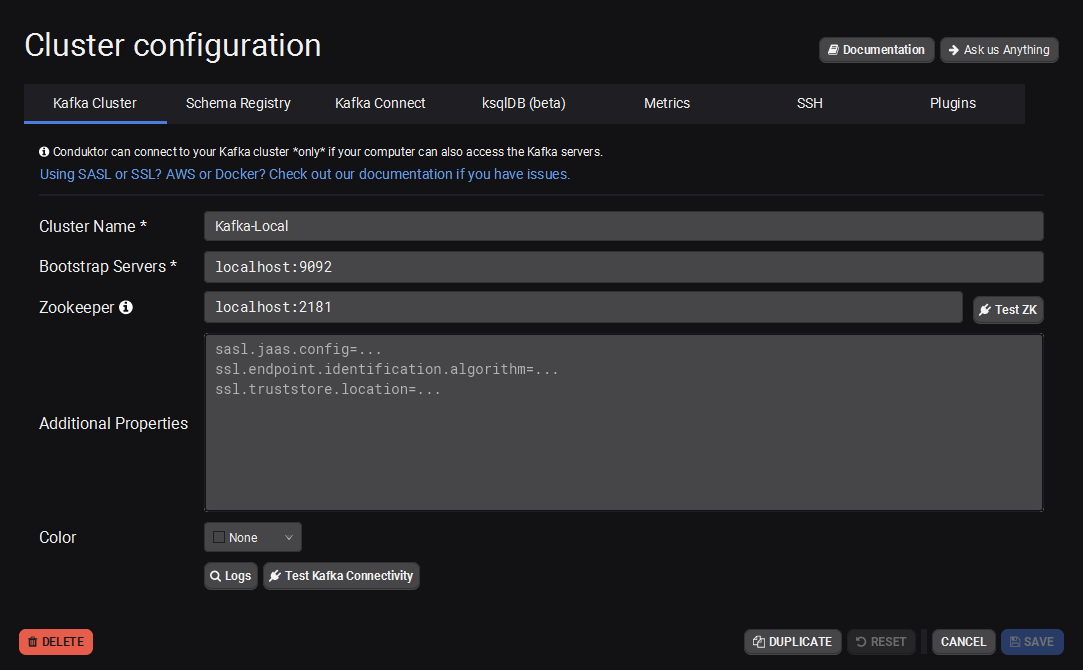 Cluster configuration
Documentation
Ask us Anything
Kafka Cluster
Schema Registry
Kafka Connect
ksqlDB (beta)
Metrics
SSH
Plugins
Conduktor can connect to your Kafka cluster *only* if your computer can also access the Kafka servers.
Using SASL or SSL? AWS or Docker? Check out our documentation if you have issues.
Cluster Name *
Kafka-Local
Bootstrap Servers *
localhost:9092
Zookeeper
localhost:2181
Test ZK
Additional Properties
sasl.jaas.config=...
ssl.endpoint.identification.algorithm=...
ssl.truststore.location=...
Color
None
Logs
Test Kafka Connectivity
DELETE
DUPLICATE
RESET
CANCEL
SAVE